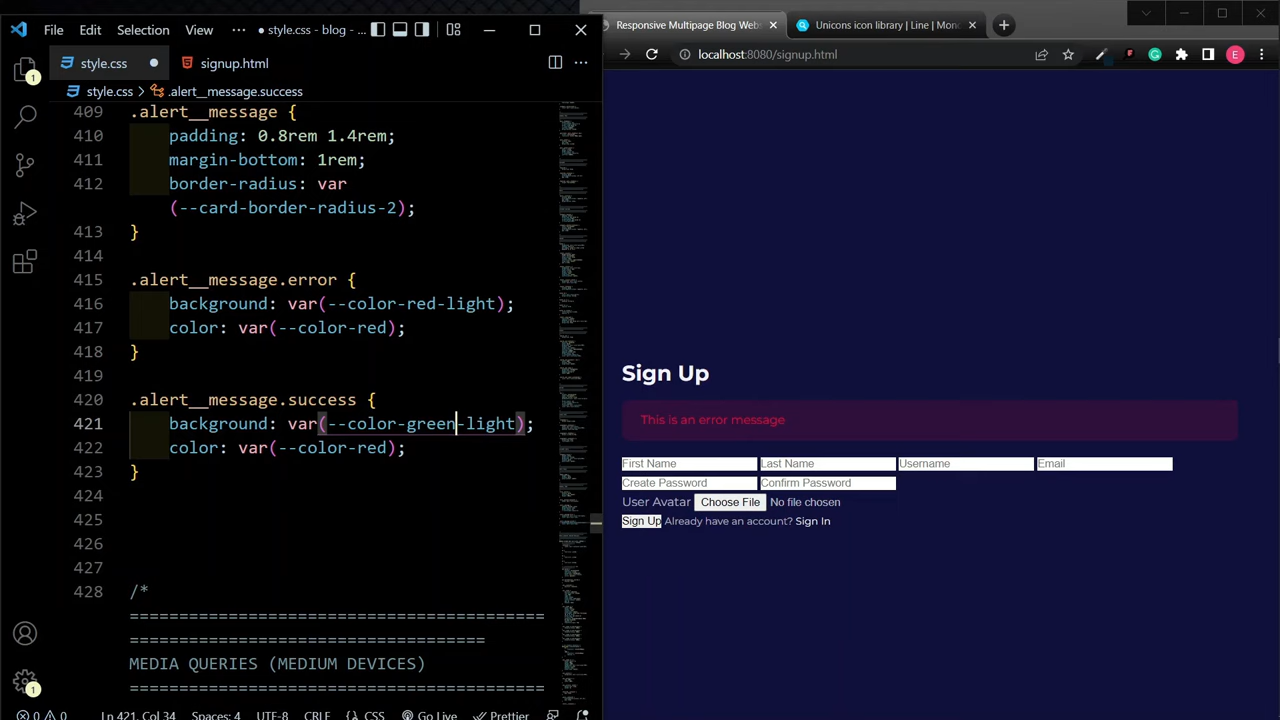 File Edit Selection View ··· ● style.css - blog -
style.css ● signup.html
style.css > .alert__message.success
409 .alert__message {
410 padding: 0.8rem 1.4rem;
411 margin-bottom: 1rem;
412 border-radius: var
(--card-border-radius-2);
413 }
414
415 .alert__message.error {
416 background: var(--color-red-light);
417 color: var(--color-red);
418 }
419
420 .alert__message.success {
421 background: var(--color-green-light);
422 color: var(--color-red);
423 }
424
425
426
427
428 /*
==========================================
====================================
MEDIA QUERIES (MEDIUM DEVICES)
==========================================
Spaces: 4 UTF-8 CRLF {} CSS Go Live Prettier
1
1
Responsive Multipage Blog Webs
Unicons icon library | Line | Mono
localhost:8080/signup.html
E
Sign Up
This is an error message
First Name Last Name Username Email
Create Password Confirm Password
User Avatar Choose File No file chosen
Sign Up Already have an account? Sign In